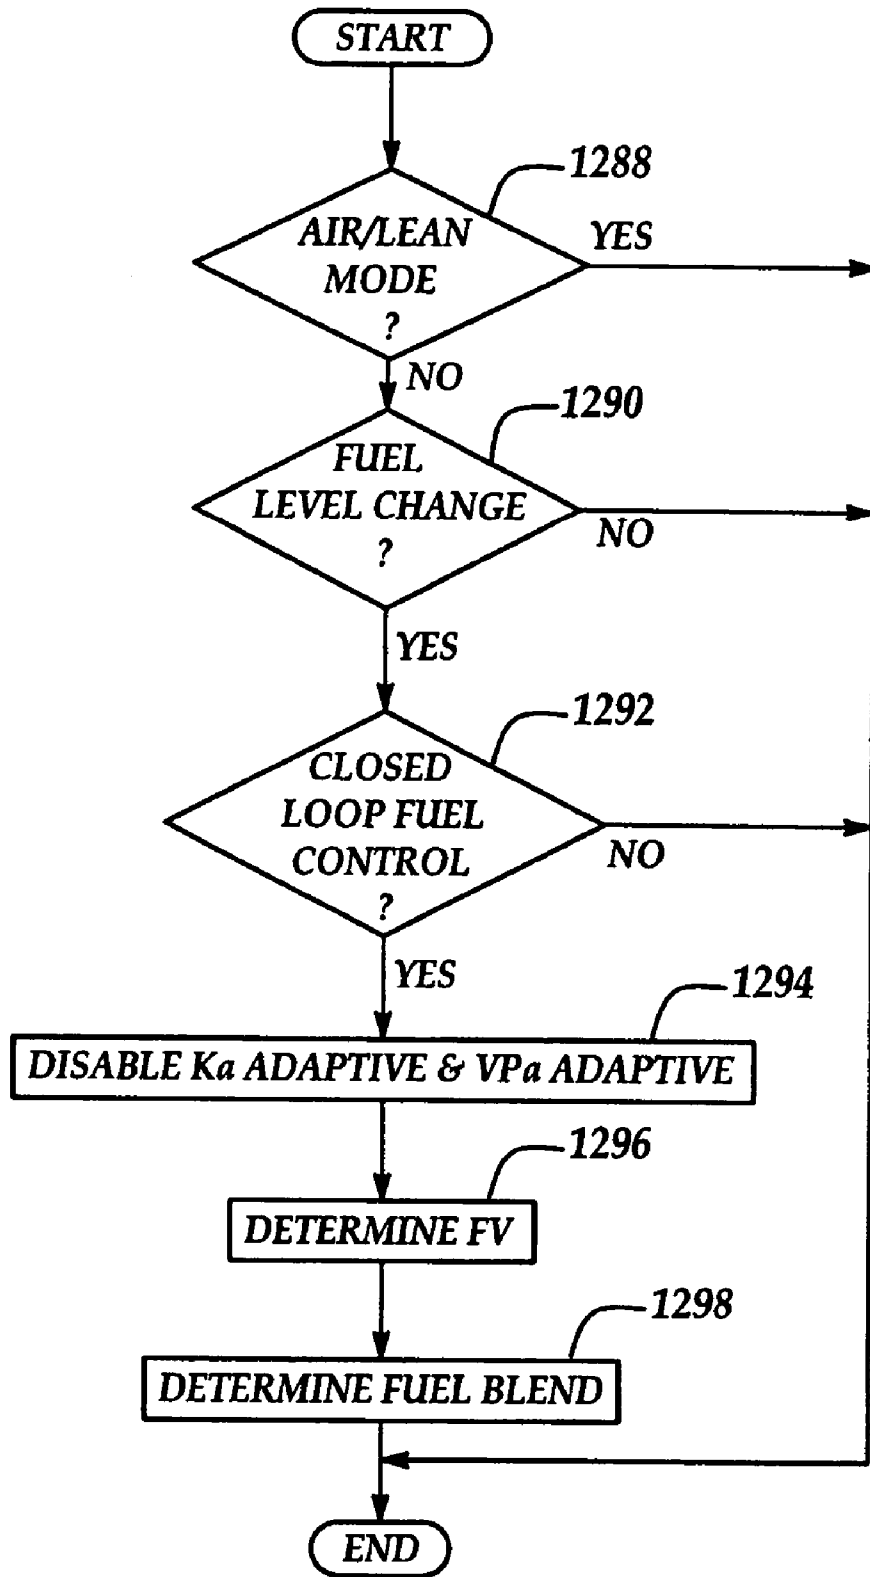 START
1288
AIR/LEAN
MODE
?
YES
NO
1290
FUEL
LEVEL CHANGE
?
NO
YES
1292
CLOSED
LOOP FUEL
CONTROL
?
NO
YES
1294
DISABLE Ka ADAPTIVE & VPa ADAPTIVE
1296
DETERMINE FV
1298
DETERMINE FUEL BLEND
END